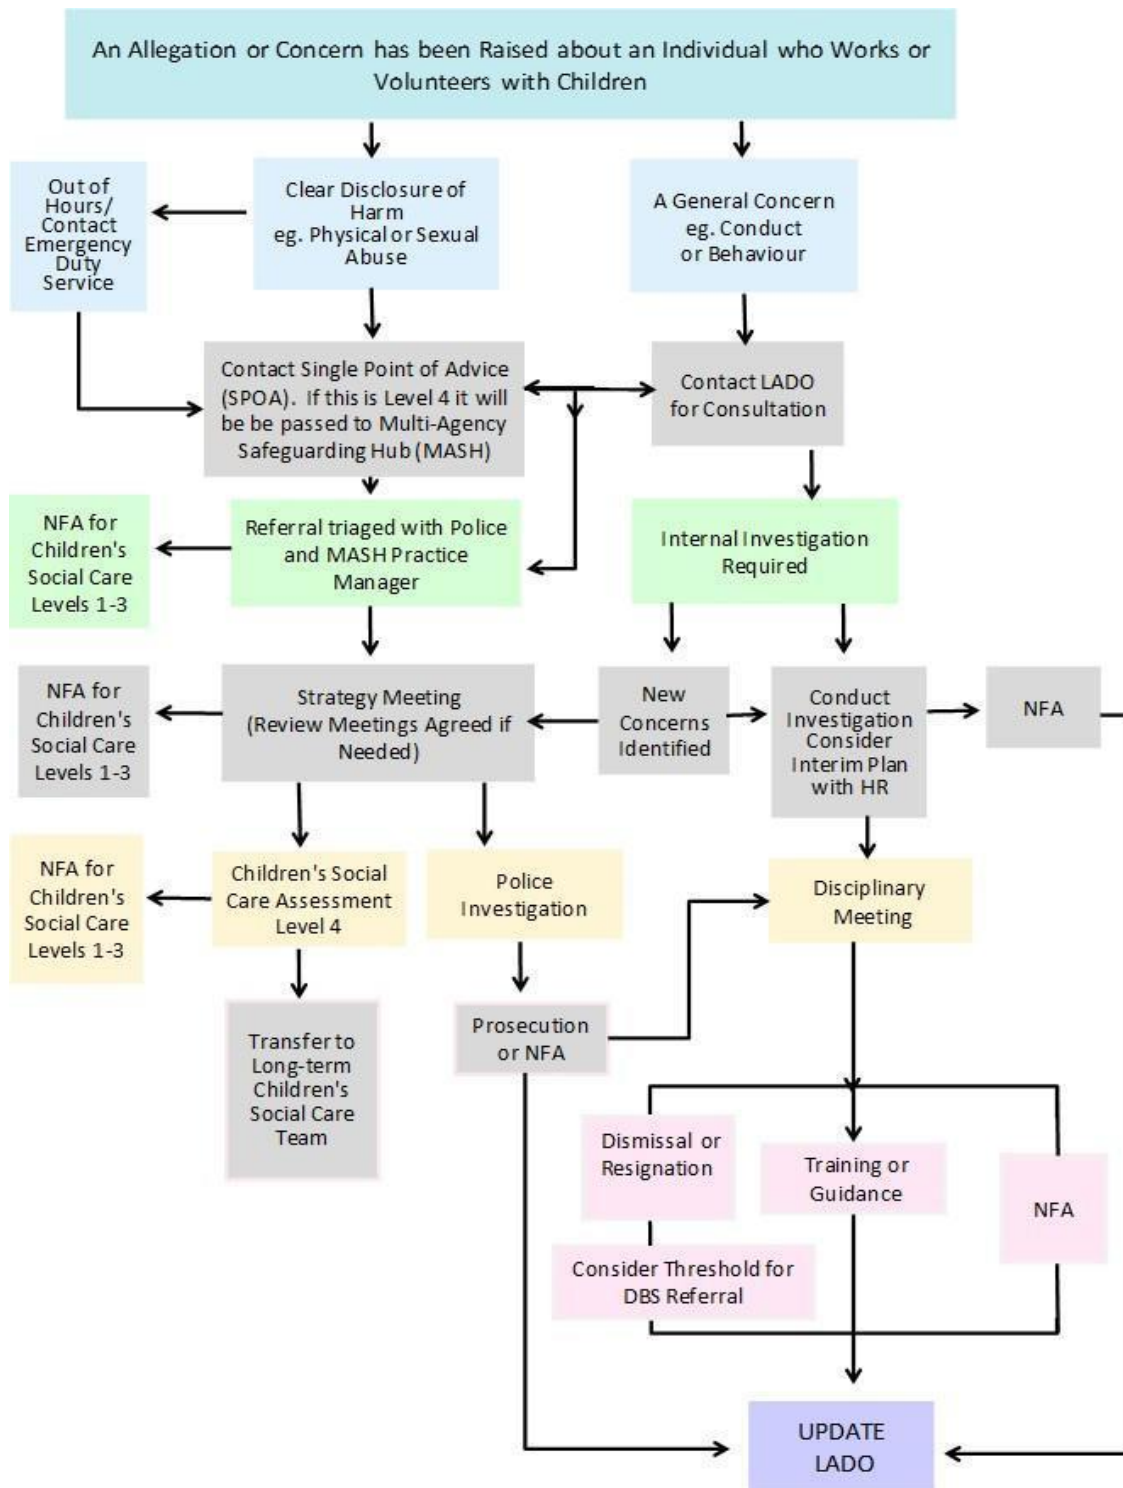 An Allegation or Concern has been Raised about an Individual who Works or
Volunteers with Children
Out of
Hours/
Contact
Emergency
Duty
Service
Clear Disclosure of
Harm
eg. Physical or Sexual
Abuse
A General Concern
eg. Conduct
or Behaviour
Contact Single Point of Advice
(SPOA). If this is Level 4 it will
be be passed to Multi-Agency
Safeguarding Hub (MASH)
Contact LADO
for Consultation
NFA for
Children's
Social Care
Levels 1-3
Referral triaged with Police
and MASH Practice
Manager
Internal Investigation
Required
NFA for
Children's
Social Care
Levels 1-3
Strategy Meeting
(Review Meetings Agreed if
Needed)
New
Concerns
Identified
Conduct
Investigation
Consider
Interim Plan
with HR
NFA
NFA for
Children's
Social Care
Levels 1-3
Children's Social
Care Assessment
Level 4
Police
Investigation
Disciplinary
Meeting
Transfer to
Long-term
Children's
Social Care
Team
Prosecution
or NFA
Dismissal or
Resignation
Training or
Guidance
NFA
Consider Threshold for
DBS Referral
UPDATE
LADO